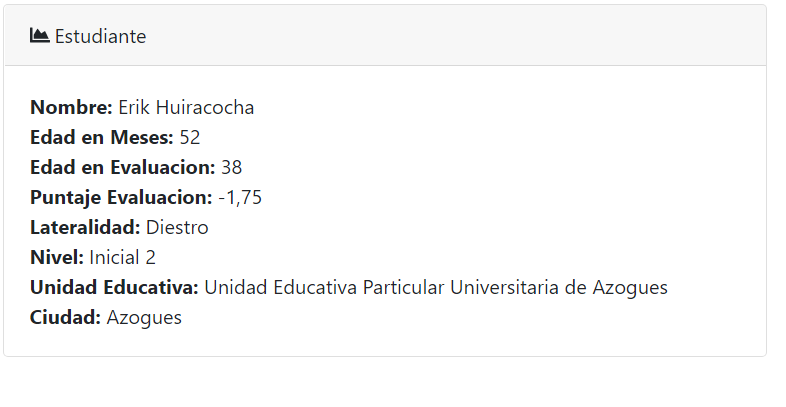 Estudiante
Nombre: Erik Huiracocha
Edad en Meses: 52
Edad en Evaluacion: 38
Puntaje Evaluacion: -1,75
Lateralidad: Diestro
Nivel: Inicial 2
Unidad Educativa: Unidad Educativa Particular Universitaria de Azogues
Ciudad: Azogues